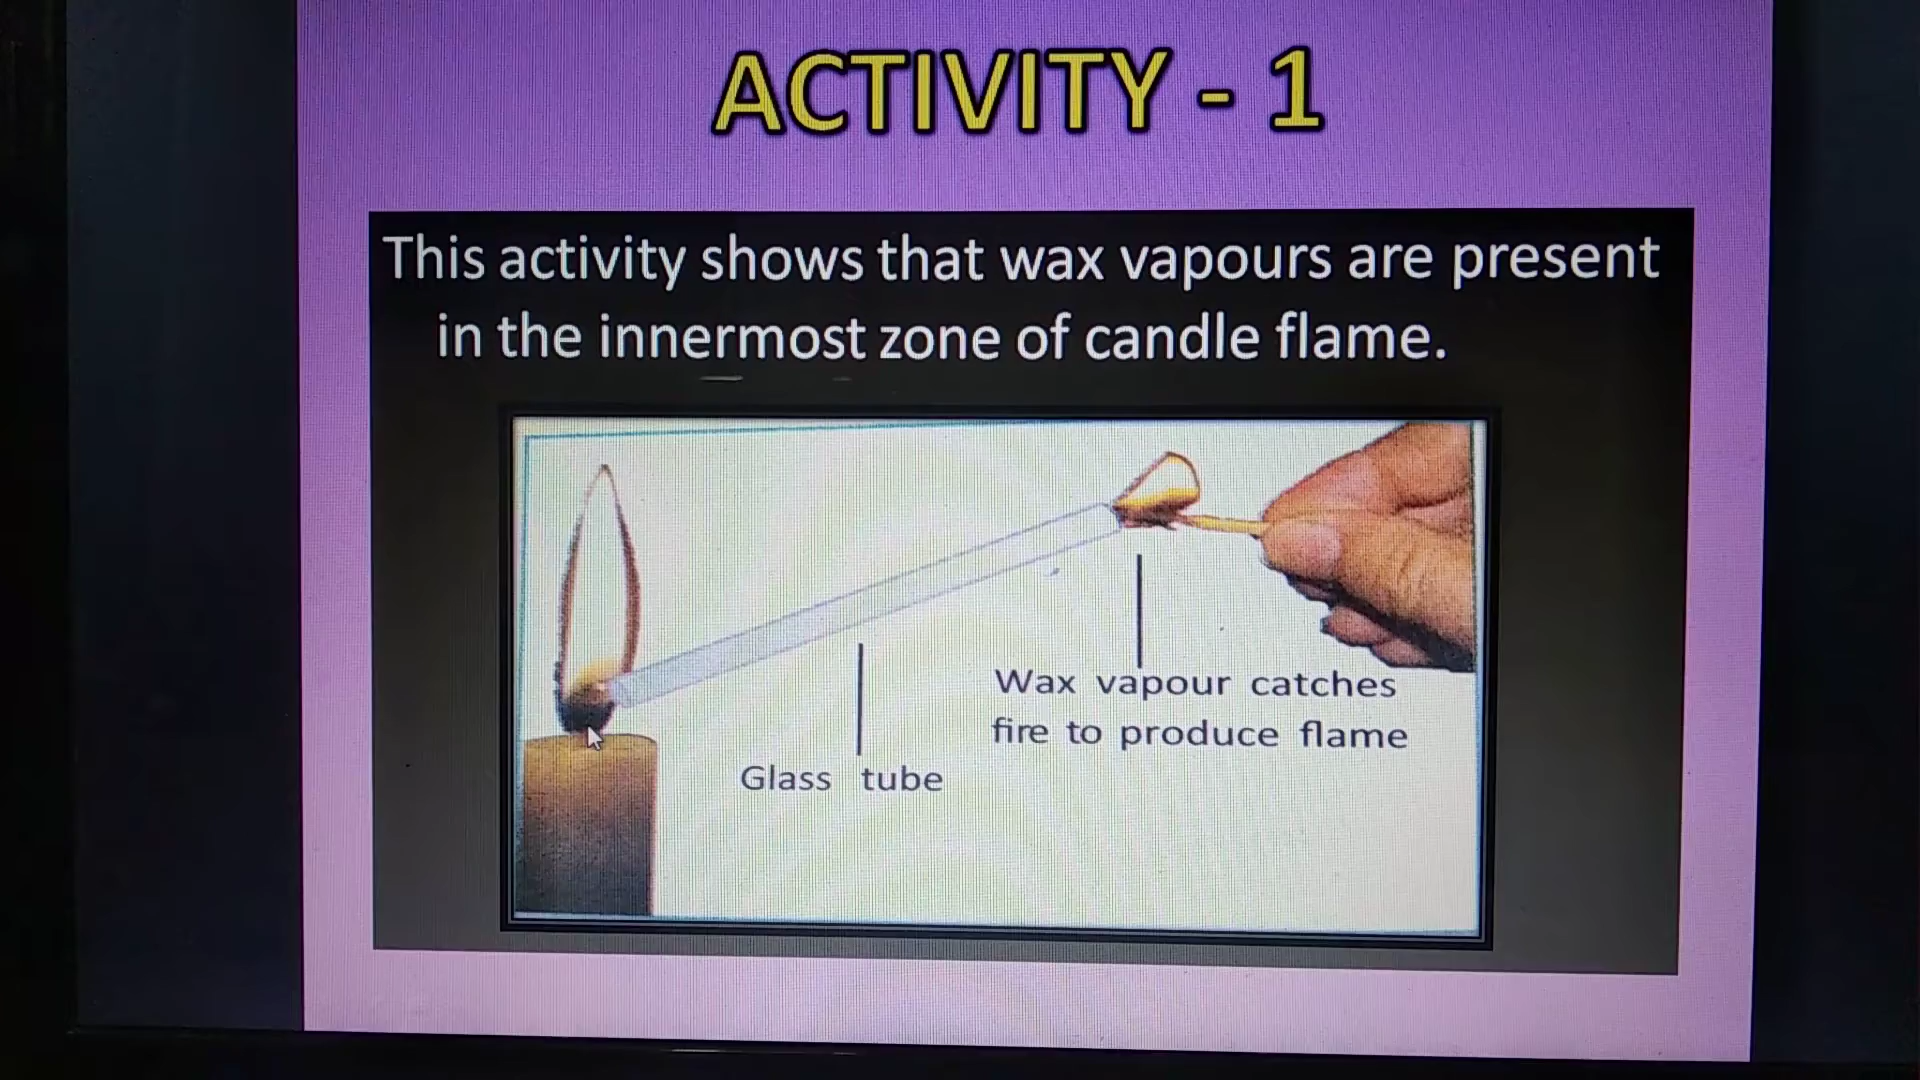 ACTIVITY - 1
This activity shows that wax vapours are present
in the innermost zone of candle flame.
Wax vapour catches
fire to produce flame
Glass tube